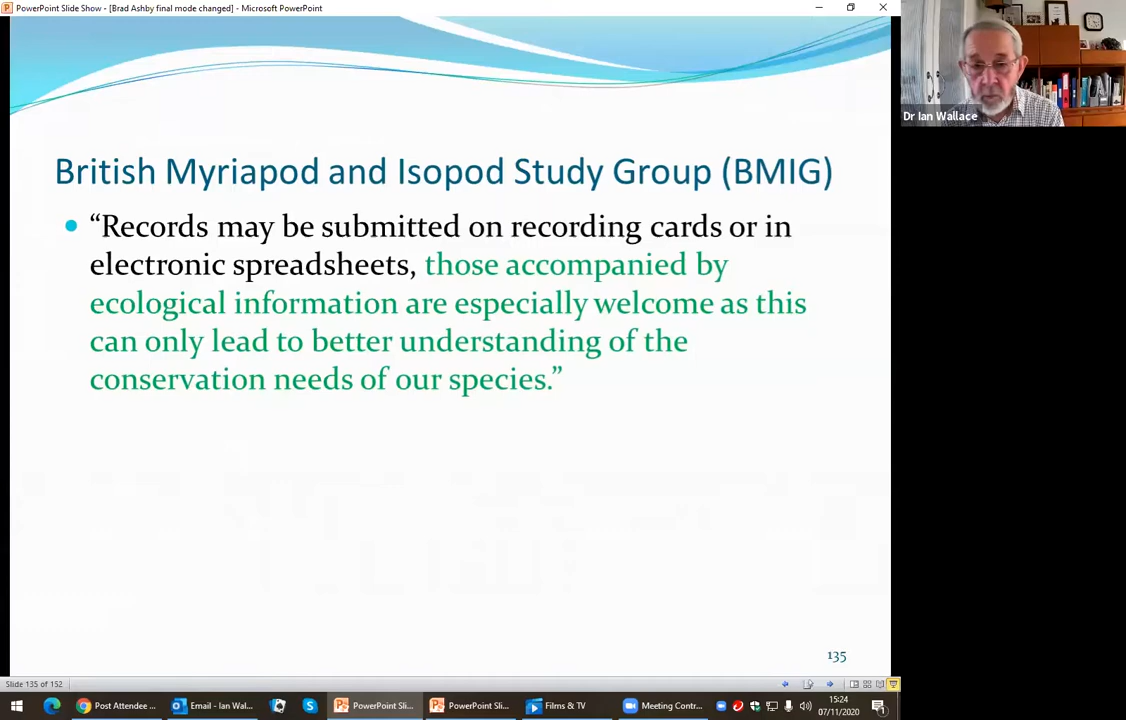 PowerPoint Slide Show - [Brad Ashby final mode changed] - Microsoft PowerPoint
Dr Ian Wallace
British Myriapod and Isopod Study Group (BMIG)
“Records may be submitted on recording cards or in
electronic spreadsheets, those accompanied by
ecological information are especially welcome as this
can only lead to better understanding of the
conservation needs of our species.”
135
Slide 135 of 152
Post Attendee ...
Email - Ian Wal...
PowerPoint Sli...
PowerPoint Sli...
Films & TV
Meeting Contr...
15:24
07/11/2020